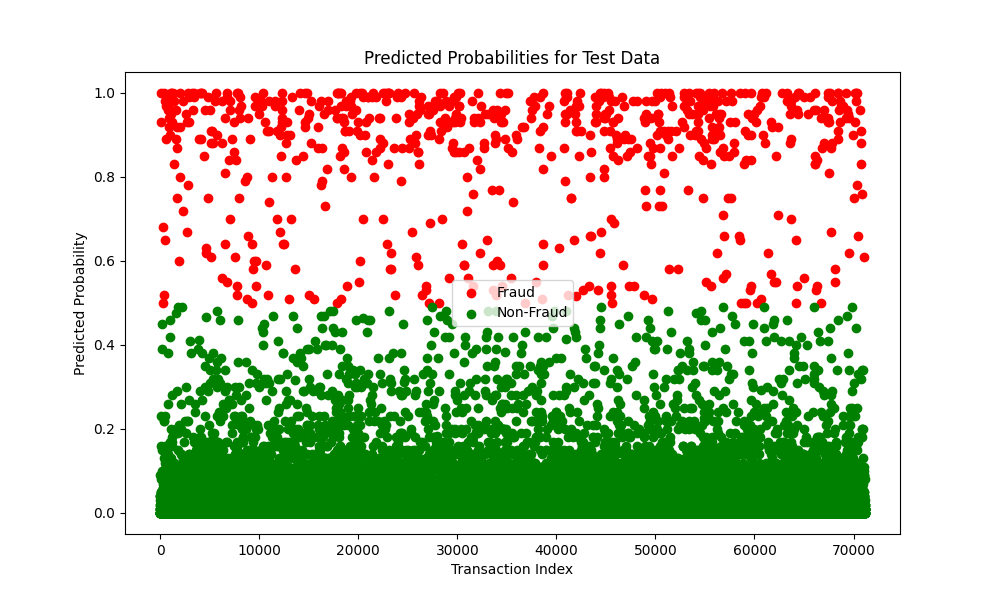 Predicted Probabilities for Test Data
Predicted Probability
1.0
0.8
0.6
0.4
0.2
0.0
Fraud
Non-Fraud
0 10000 20000 30000 40000 50000 60000 70000
Transaction Index